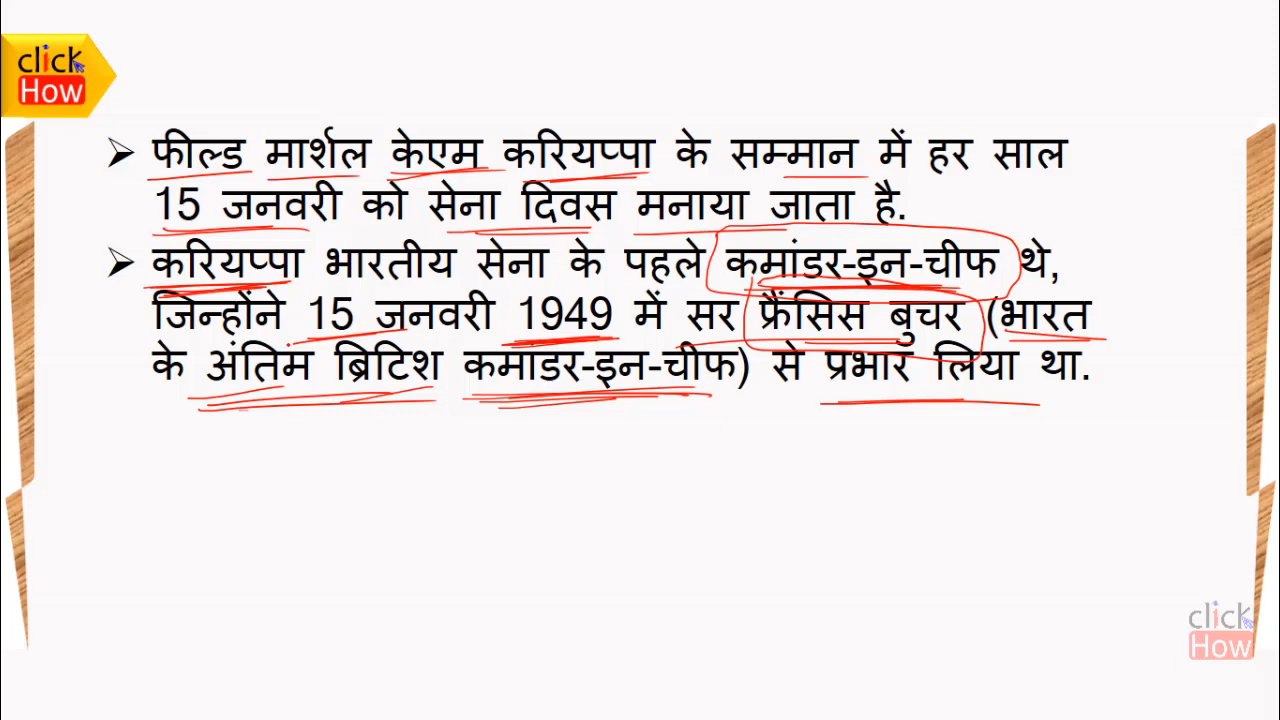 click
How
➢ फील्ड मार्शल केएम करियप्पा के सम्मान में हर साल
15 जनवरी को सेना दिवस मनाया जाता है.
➢ करियप्पा भारतीय सेना के पहले कमांडर-इन-चीफ थे,
जिन्होंने 15 जनवरी 1949 में सर फ्रैंसिस बुचर (भारत
के अंतिम ब्रिटिश कमांडर-इन-चीफ) से प्रभार लिया था.
click
How